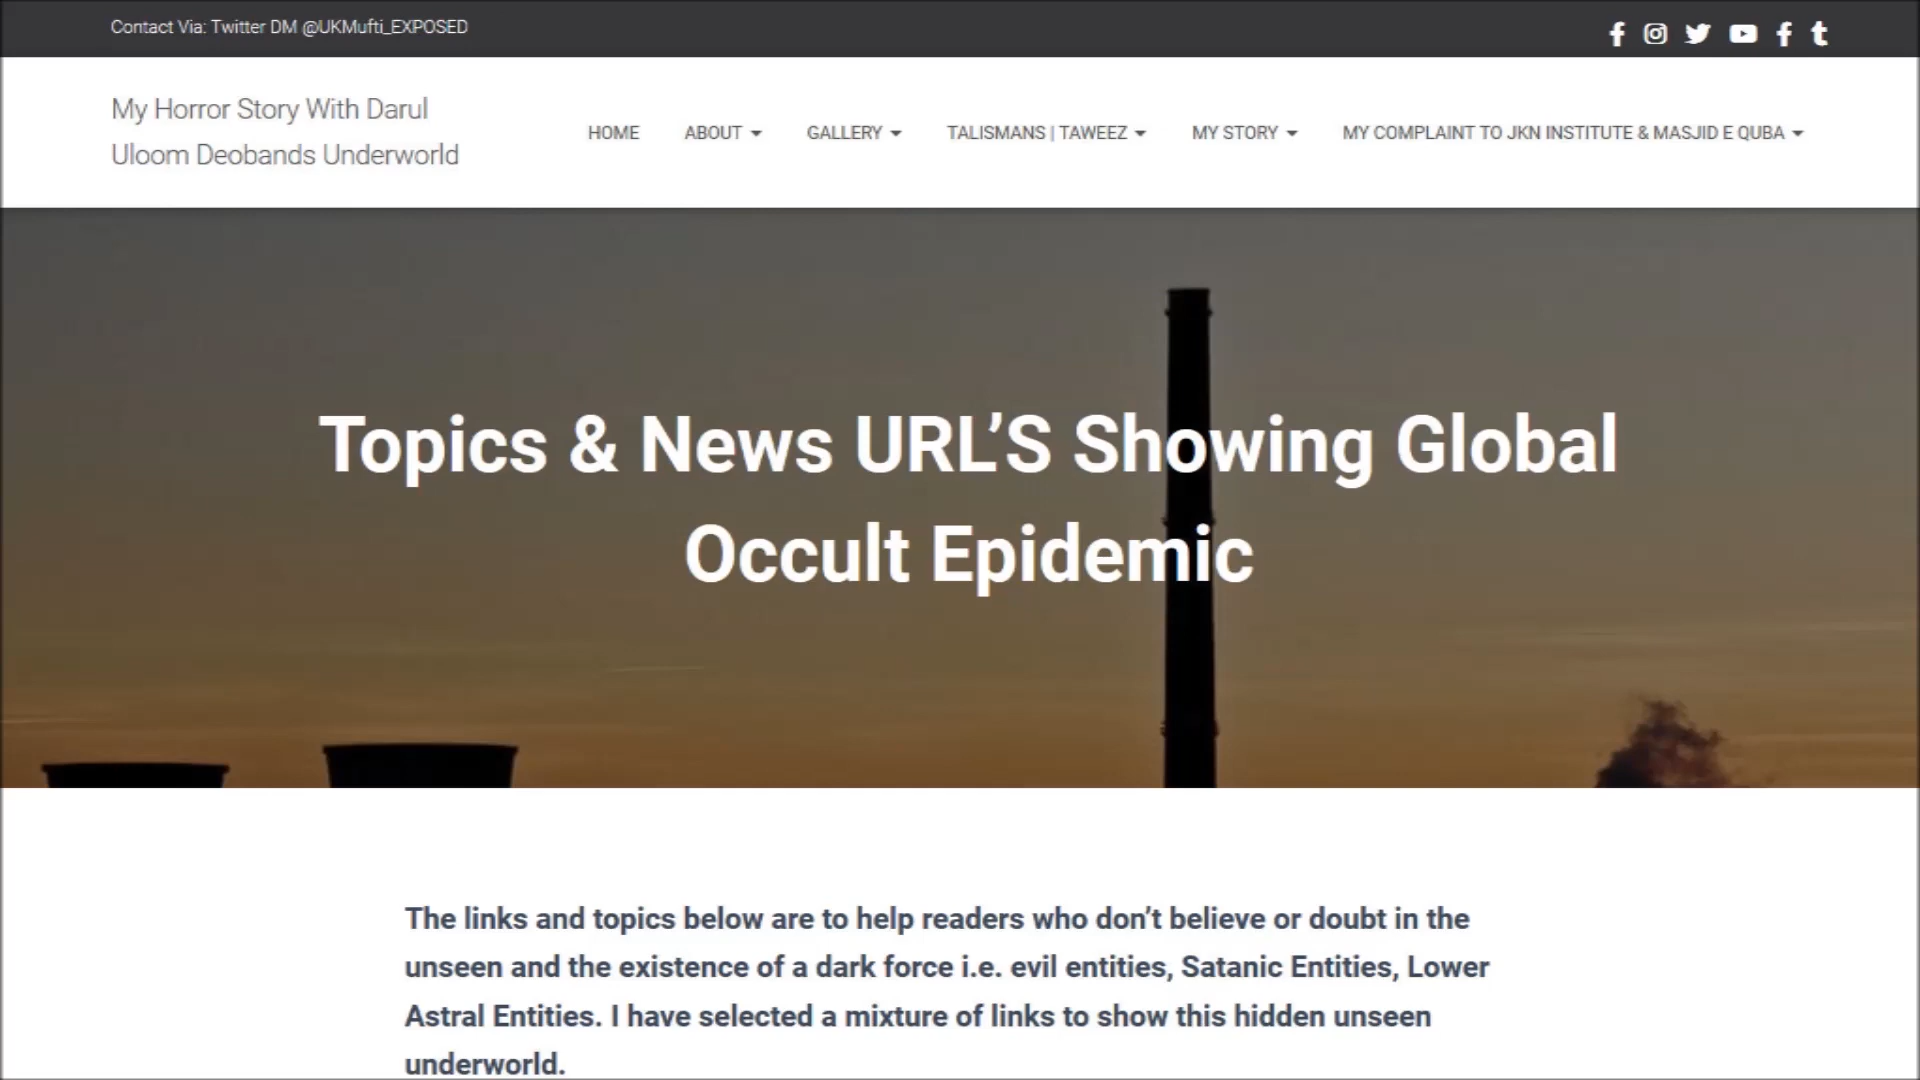 Contact Via: Twitter DM @UKMufti_EXPOSED
My Horror Story With Darul
Uloom Deobands Underworld
HOME
ABOUT
GALLERY
TALISMANS | TAWEEZ
MY STORY
MY COMPLAINT TO JKN INSTITUTE & MASJID E QUBA
Topics & News URL’S Showing Global
Occult Epidemic
The links and topics below are to help readers who don’t believe or doubt in the
unseen and the existence of a dark force i.e. evil entities, Satanic Entities, Lower
Astral Entities. I have selected a mixture of links to show this hidden unseen
underworld.